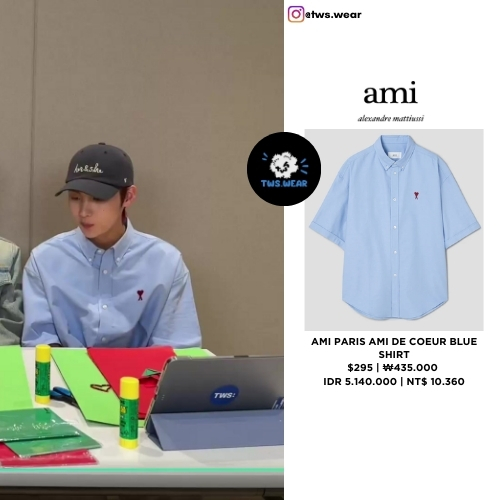 @tws.wear
ami
alexandre mattiussi
TWS.WEAR
TWS:
AMI PARIS AMI DE COEUR BLUE
SHIRT
$295 | ₩435.000
IDR 5.140.000 | NT$ 10.360